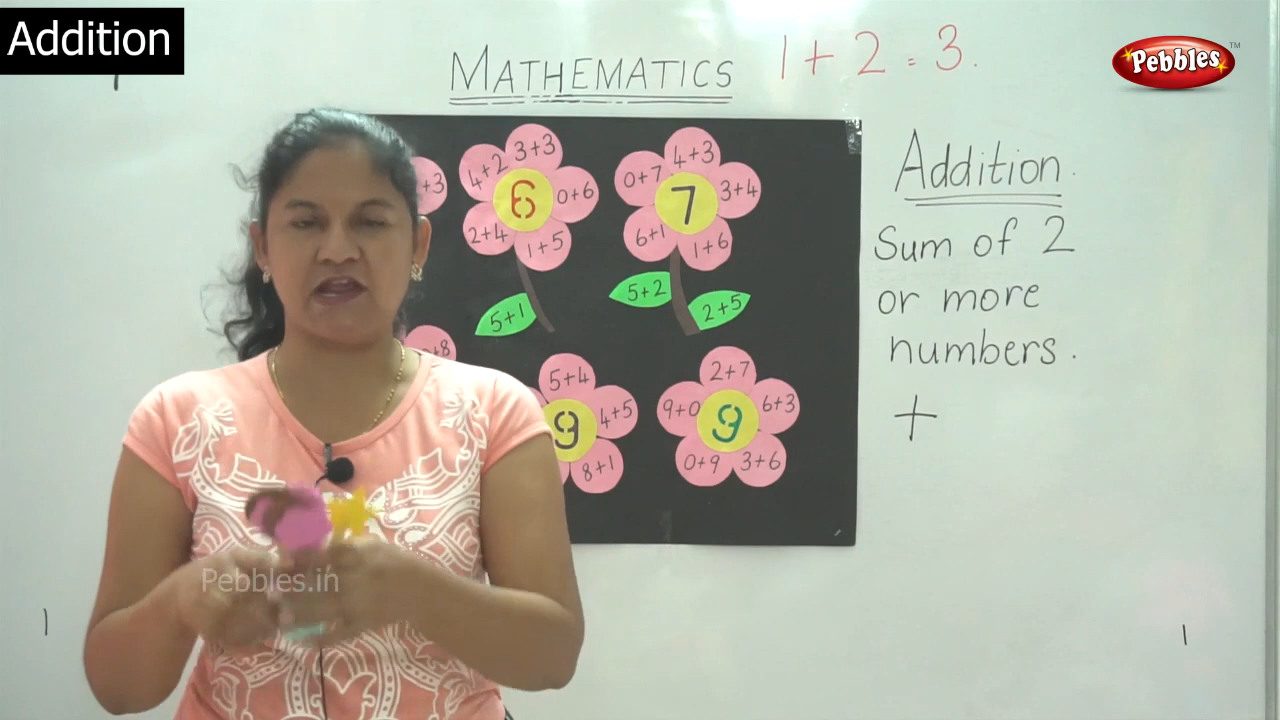 Addition
MATHEMATICS
1 + 2 = 3.
Pebbles
TM
Addition
Sum of 2
or more
numbers.
+
+3
4+2
3+3
0+6
6
2+4
1+5
5+1
4+3
0+7
3+4
7
6+1
1+6
5+2
2+5
+8
5+4
4+5
9
8+1
2+7
9+0
6+3
9
0+9
3+6
Pebbles.in